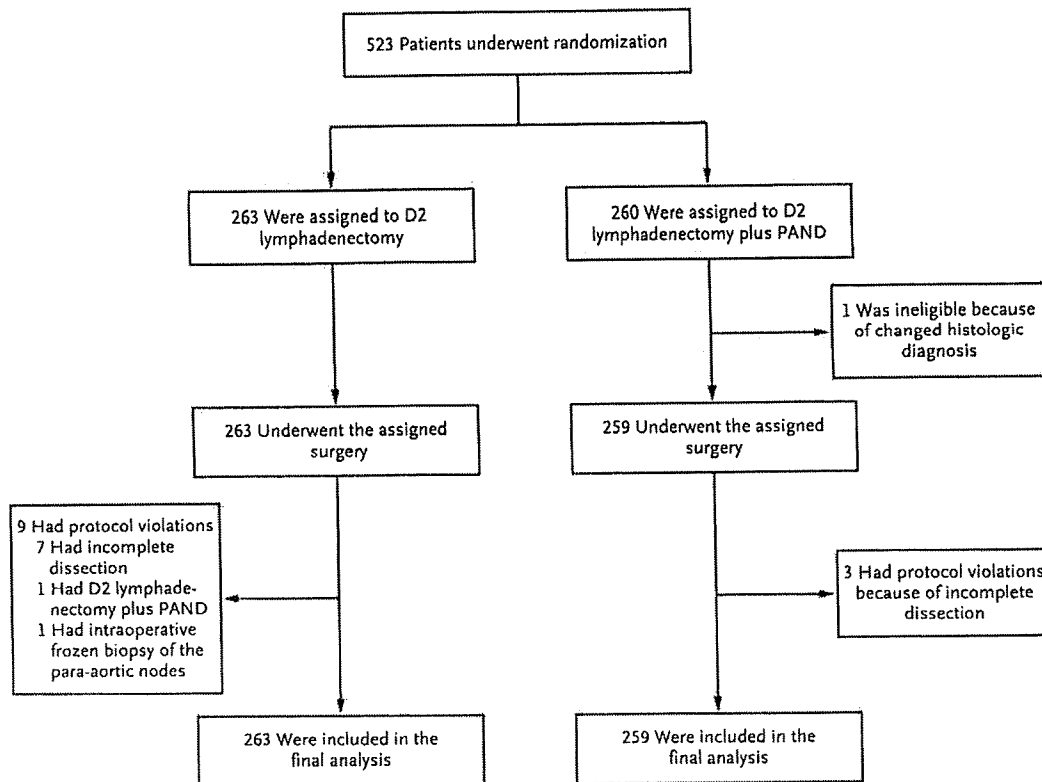 523 Patients underwent randomization
263 Were assigned to D2
lymphadenectomy
260 Were assigned to D2
lymphadenectomy plus PAND
1 Was ineligible because
of changed histologic
diagnosis
263 Underwent the assigned
surgery
259 Underwent the assigned
surgery
9 Had protocol violations
7 Had incomplete
dissection
1 Had D2 lymphade-
nectomy plus PAND
1 Had intraoperative
frozen biopsy of the
para-aortic nodes
3 Had protocol violations
because of incomplete
dissection
263 Were included in the
final analysis
259 Were included in the
final analysis